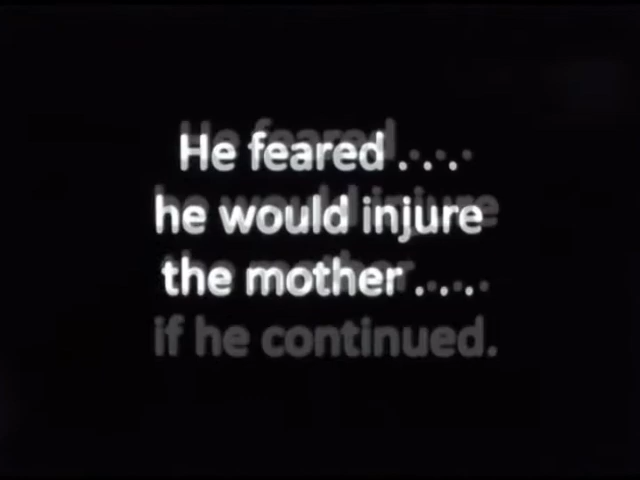 He feared . . . .
he would injure
the mother . . . .
if he continued.